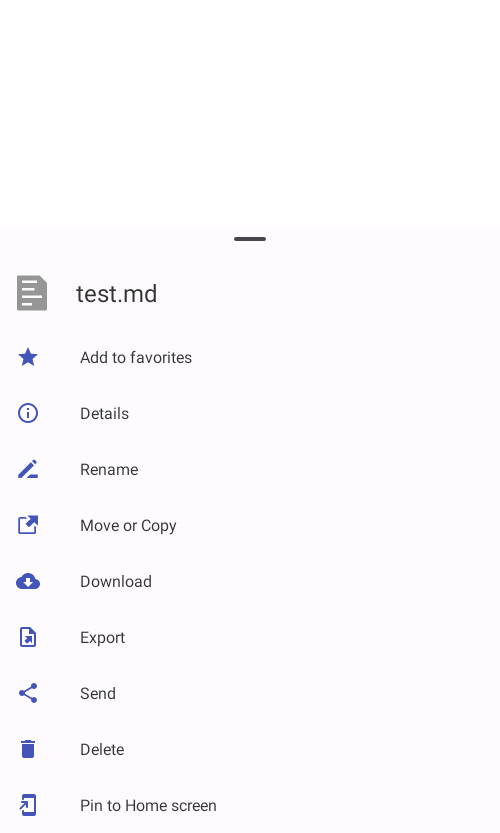 test.md
Add to favorites
Details
Rename
Move or Copy
Download
Export
Send
Delete
Pin to Home screen